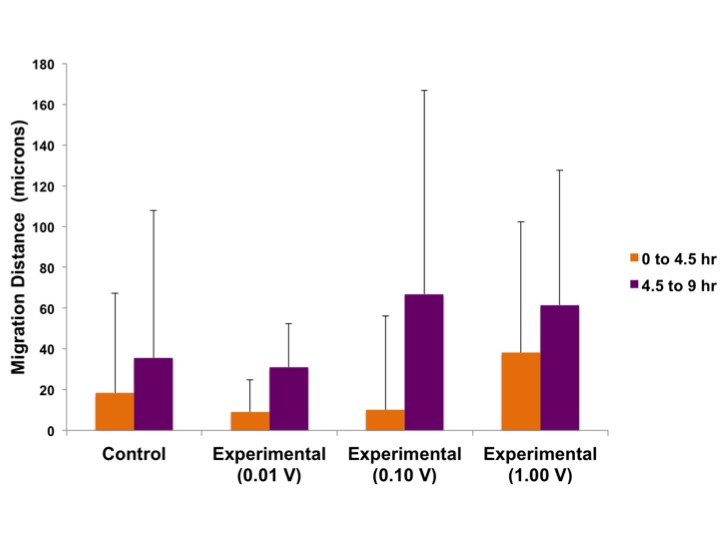 Migration Distance (microns)
180
160
140
120
100
80
60
40
20
0
Control
Experimental
(0.01 V)
Experimental
(0.10 V)
Experimental
(1.00 V)
0 to 4.5 hr
4.5 to 9 hr